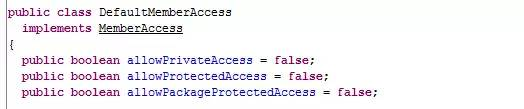 public class DefaultMemberAccess
implements MemberAccess
{
public boolean allowPrivateAccess = false;
public boolean allowProtectedAccess = false;
public boolean allowPackageProtectedAccess = false;